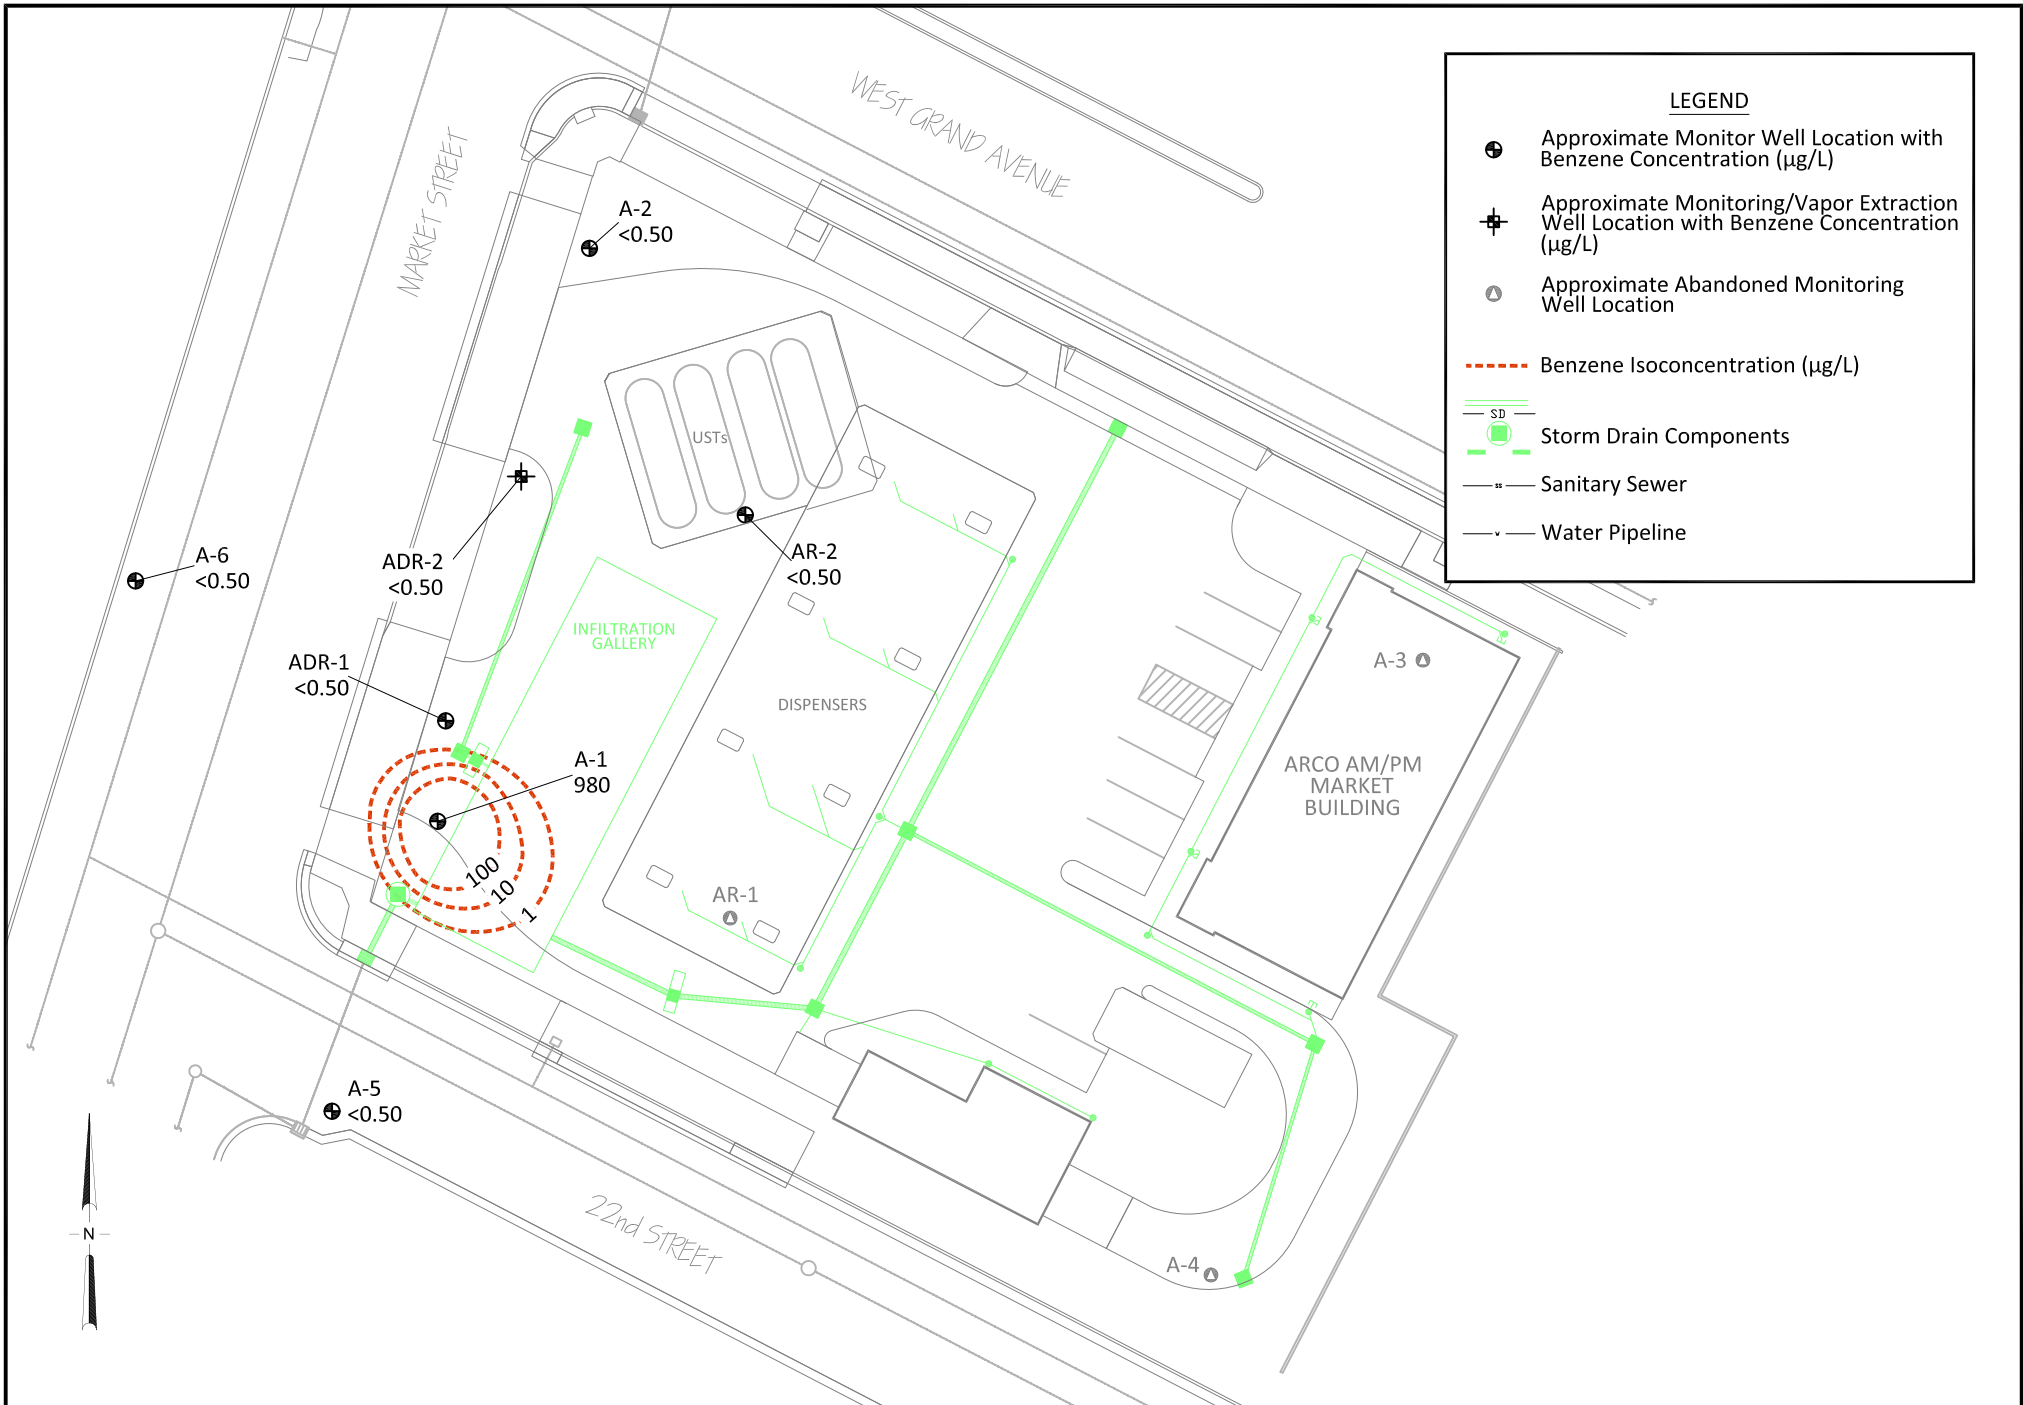 WEST GRAND AVENUE
MARKET STREET
A-2
<0.50
USTs
A-6
<0.50
ADR-2
<0.50
AR-2
<0.50
INFILTRATION
GALLERY
ADR-1
<0.50
DISPENSERS
A-1
980
100
10
1
AR-1
A-3
ARCO AM/PM
MARKET
BUILDING
A-5
<0.50
22nd STREET
A-4
N
LEGEND
Approximate Monitor Well Location with
Benzene Concentration (µg/L)
Approximate Monitoring/Vapor Extraction
Well Location with Benzene Concentration
(µg/L)
Approximate Abandoned Monitoring
Well Location
Benzene Isoconcentration (µg/L)
SD
Storm Drain Components
SS
Sanitary Sewer
W
Water Pipeline